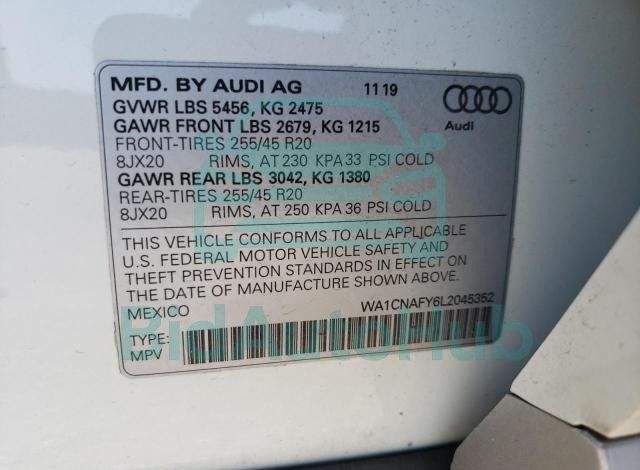 MFD. BY AUDI AG 11 19
GVWR LBS 5456, KG 2475
GAWR FRONT LBS 2679, KG 1215
FRONT-TIRES 255/45 R20
8JX20 RIMS, AT 230 KPA 33 PSI COLD
GAWR REAR LBS 3042, KG 1380
REAR-TIRES 255/45 R20
8JX20 RIMS, AT 250 KPA 36 PSI COLD
Audi
THIS VEHICLE CONFORMS TO ALL APPLICABLE
U.S. FEDERAL MOTOR VEHICLE SAFETY AND
THEFT PREVENTION STANDARDS IN EFFECT ON
THE DATE OF MANUFACTURE SHOWN ABOVE.
MEXICO WA1CNAFY6L2045352
TYPE:
MPV
BidAutoHub